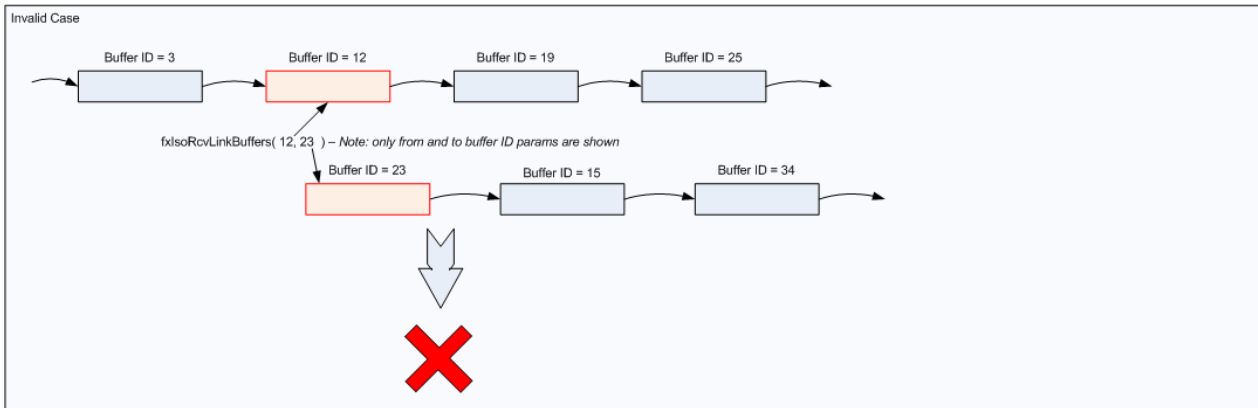 Invalid Case
Buffer ID = 3
Buffer ID = 12
Buffer ID = 19
Buffer ID = 25
fxIsoRcvLinkBuffers( 12, 23 ) – Note: only from and to buffer ID params are shown
Buffer ID = 23
Buffer ID = 15
Buffer ID = 34